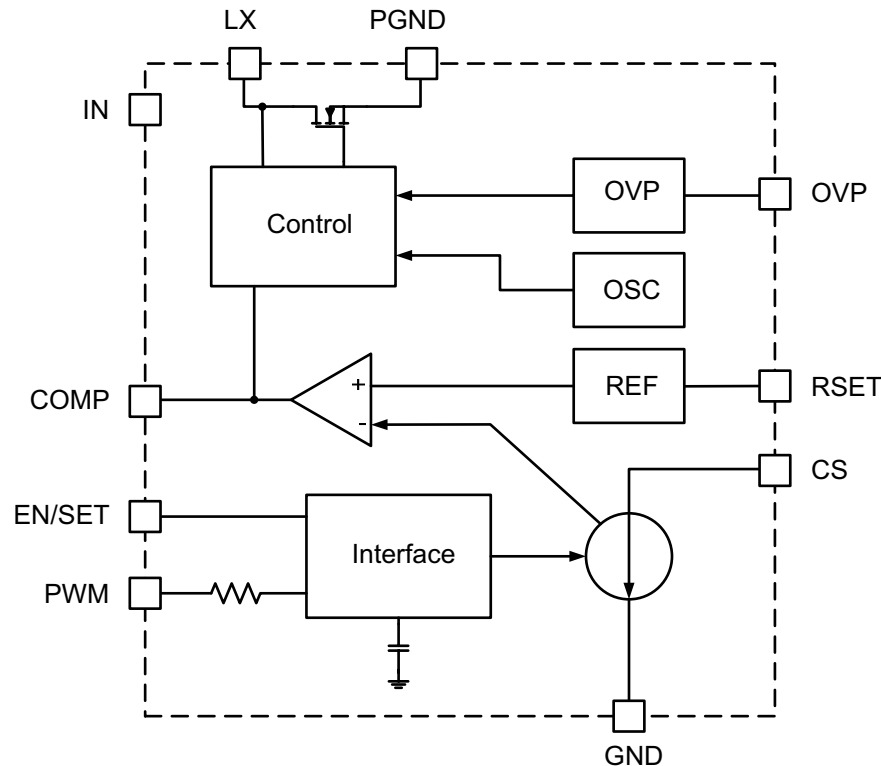 LX PGND
IN
OVP OVP
Control
OSC
COMP + REF RSET
-
CS
EN/SET
Interface
PWM
GND